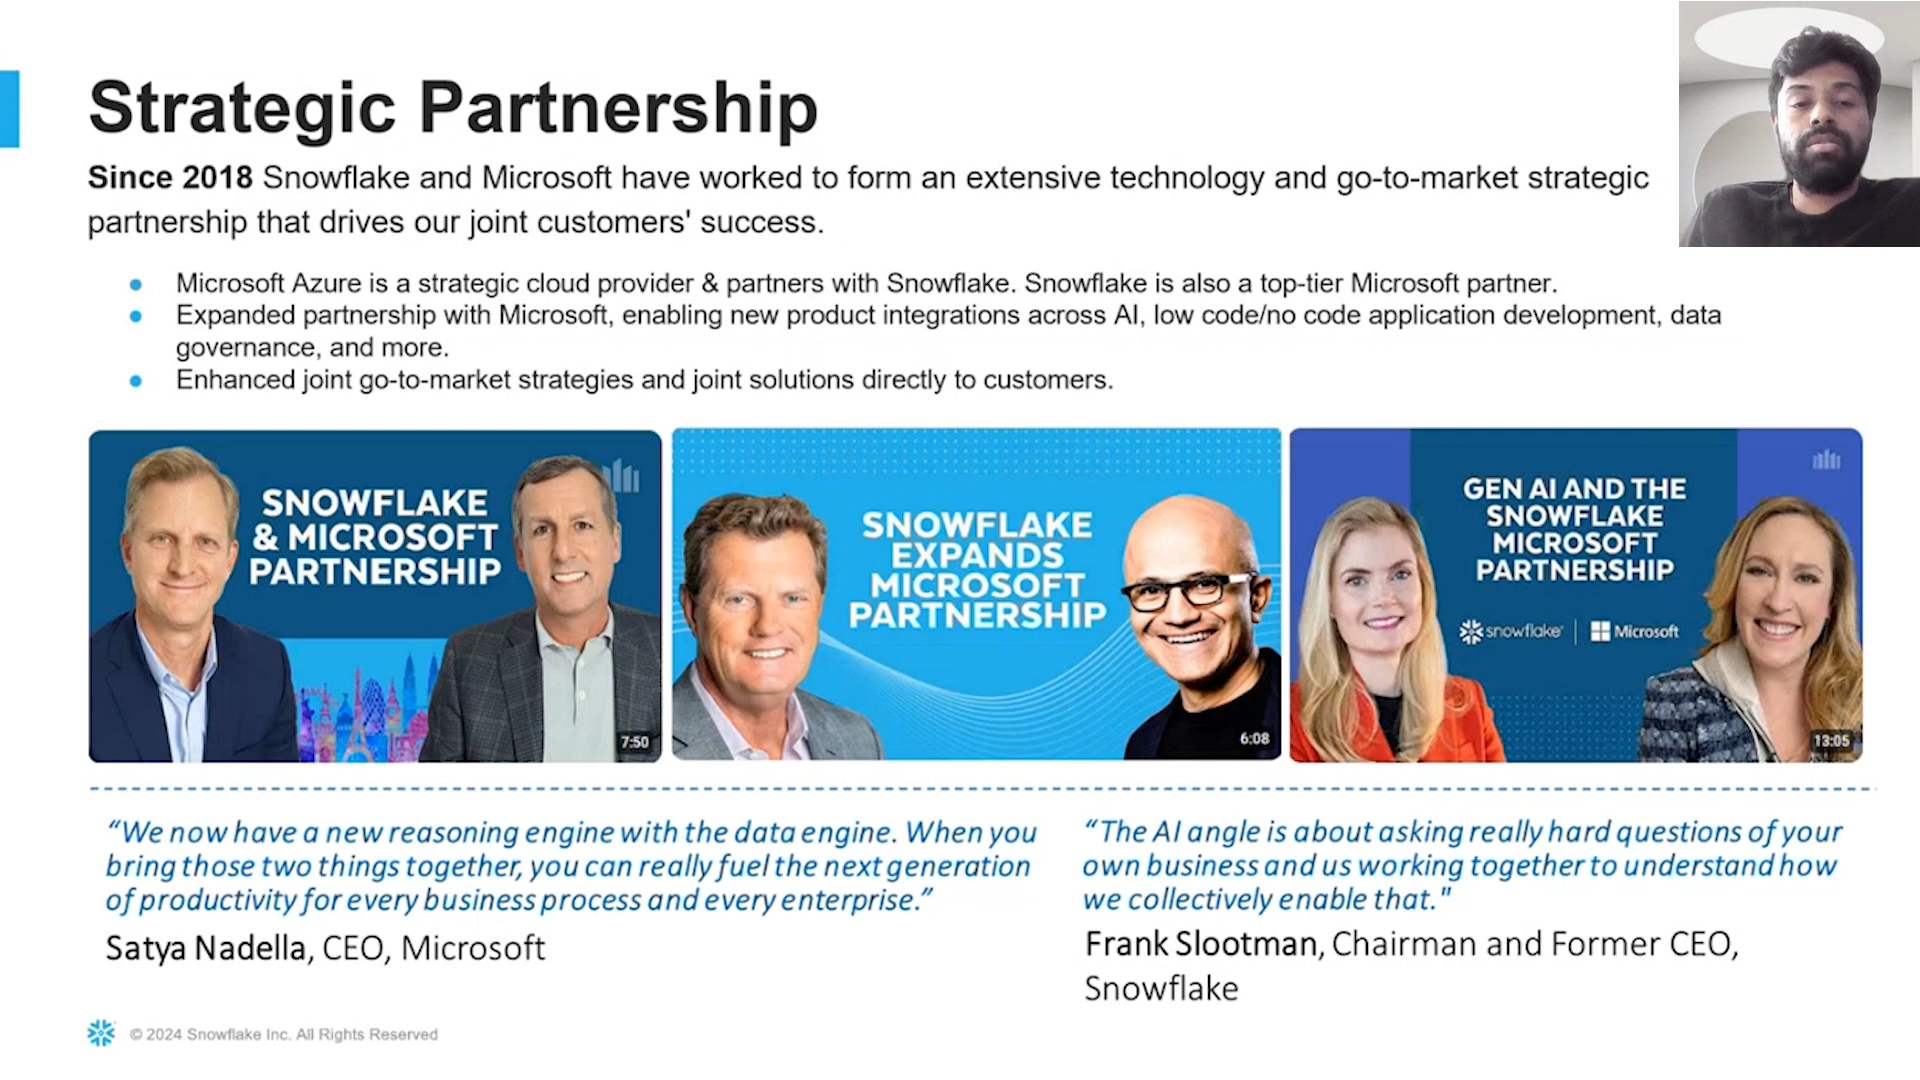 Strategic Partnership
Since 2018 Snowflake and Microsoft have worked to form an extensive technology and go-to-market strategic
partnership that drives our joint customers' success.
● Microsoft Azure is a strategic cloud provider & partners with Snowflake. Snowflake is also a top-tier Microsoft partner.
● Expanded partnership with Microsoft, enabling new product integrations across AI, low code/no code application development, data
governance, and more.
● Enhanced joint go-to-market strategies and joint solutions directly to customers.
SNOWFLAKE
& MICROSOFT
PARTNERSHIP
7:50
SNOWFLAKE
EXPANDS
MICROSOFT
PARTNERSHIP
6:08
GEN AI AND THE
SNOWFLAKE
MICROSOFT
PARTNERSHIP
snowflake® | Microsoft
13:05
“We now have a new reasoning engine with the data engine. When you
bring those two things together, you can really fuel the next generation
of productivity for every business process and every enterprise.”
Satya Nadella, CEO, Microsoft
“The AI angle is about asking really hard questions of your
own business and us working together to understand how
we collectively enable that."
Frank Slootman, Chairman and Former CEO,
Snowflake
© 2024 Snowflake Inc. All Rights Reserved